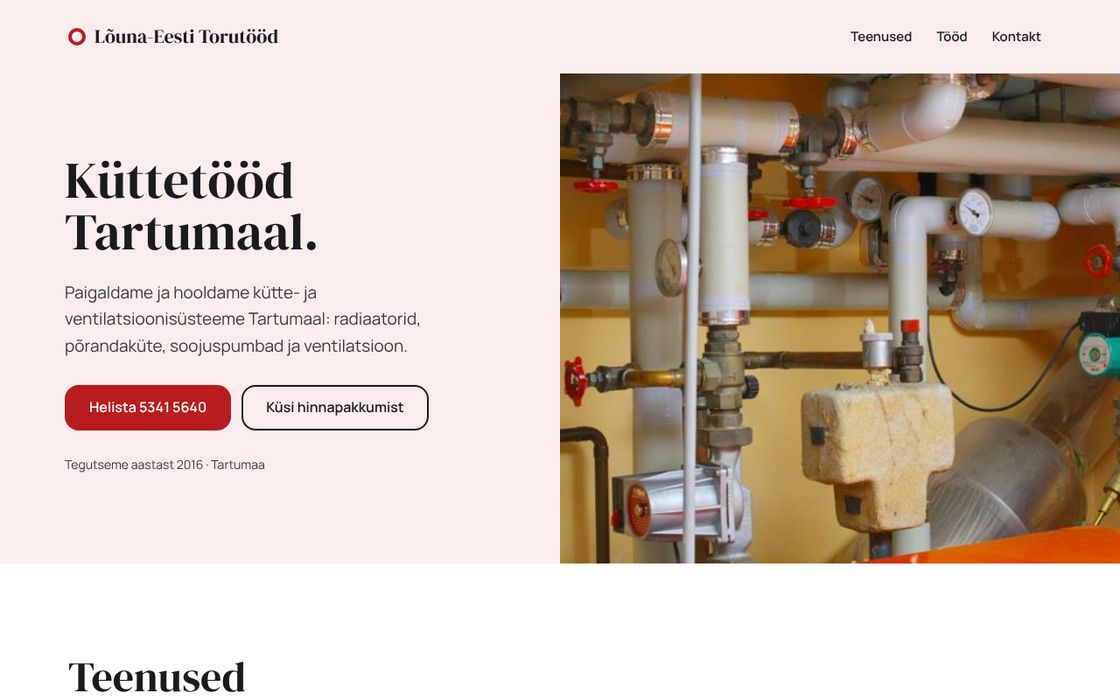 Lõuna-Eesti Torutööd
Teenused
Tööd
Kontakt
Küttetööd
Tartumaal.
Paigaldame ja hooldame kütte- ja
ventilatsioonisüsteeme Tartumaal: radiaatorid,
põrandaküte, soojuspumbad ja ventilatsioon.
Helista 5341 5640
Küsi hinnapakkumist
Tegutseme aastast 2016 · Tartumaa
Teenused